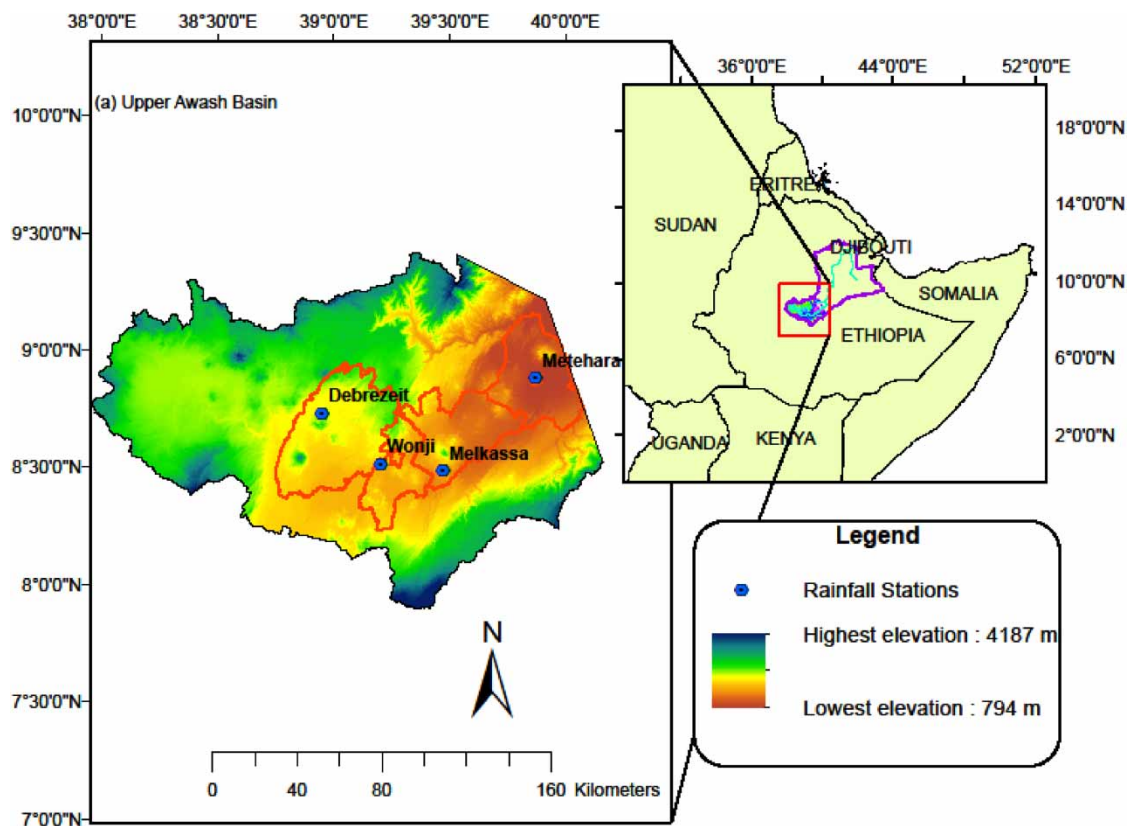 38°0'0"E 38°30'0"E 39°0'0"E 39°30'0"E 40°0'0"E
(a) Upper Awash Basin
10°0'0"N
9°30'0"N
9°0'0"N
8°30'0"N
8°0'0"N
7°30'0"N
7°0'0"N
Metehara
Debrezeit
Wonji
Melkassa
N
0 40 80 160 Kilometers
36°0'0"E 44°0'0"E 52°0'0"E
18°0'0"N
14°0'0"N
10°0'0"N
6°0'0"N
2°0'0"N
ERITREA
SUDAN
DJIBOUTI
SOMALIA
ETHIOPIA
UGANDA
KENYA
Legend
Rainfall Stations
Highest elevation : 4187 m
Lowest elevation : 794 m